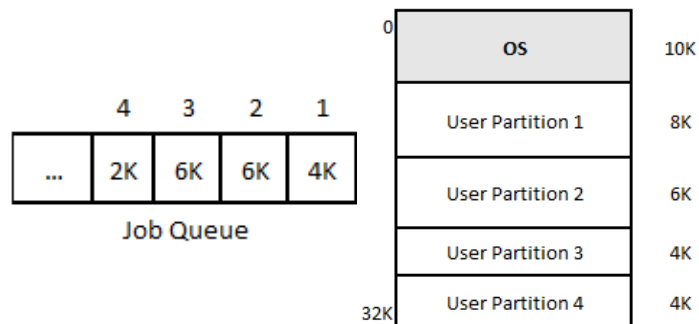 4 3 2 1
... 2K 6K 6K 4K
Job Queue
0
OS 10K
User Partition 1 8K
User Partition 2 6K
User Partition 3 4K
User Partition 4 4K
32K